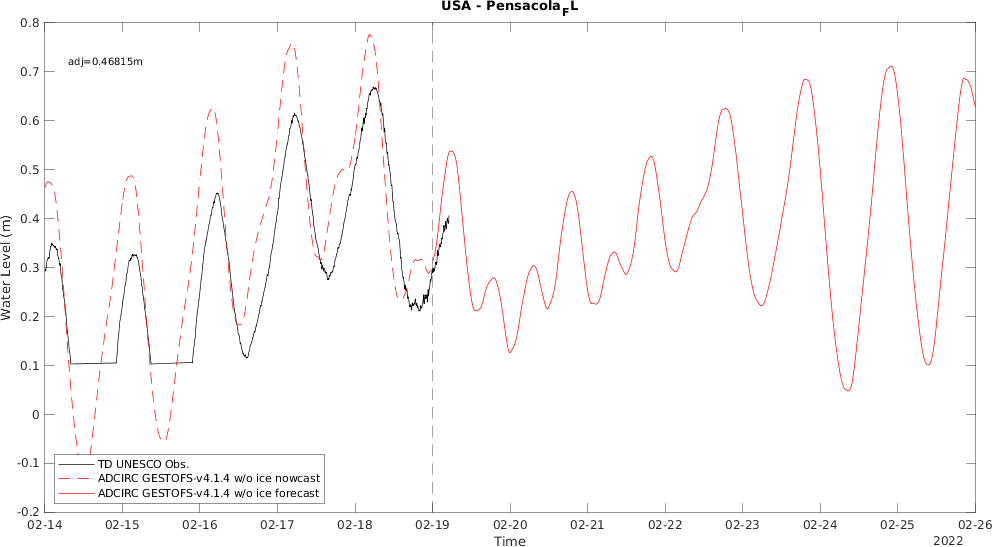 USA - Pensacola_FL
adj=0.46815m
Water Level (m)
0.8
0.7
0.6
0.5
0.4
0.3
0.2
0.1
0
-0.1
-0.2
TD UNESCO Obs.
ADCIRC GESTOFS-v4.1.4 w/o ice nowcast
ADCIRC GESTOFS-v4.1.4 w/o ice forecast
02-14 02-15 02-16 02-17 02-18 02-19 02-20 02-21 02-22 02-23 02-24 02-25 02-26
Time
2022